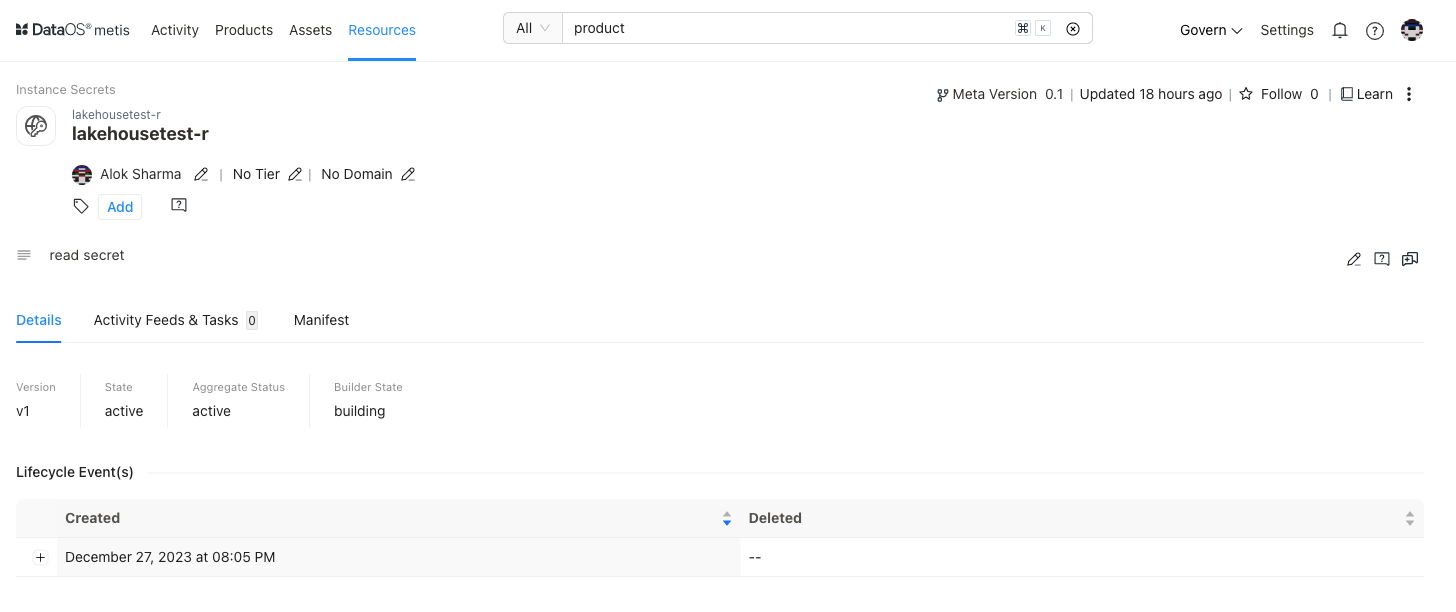 DataOS® metis Activity Products Assets Resources All product ⌘ K Govern Settings
Instance Secrets
Meta Version 0.1 | Updated 18 hours ago | Follow 0 | Learn
lakehousetest-r
lakehousetest-r
Alok Sharma | No Tier | No Domain
Add
read secret
Details Activity Feeds & Tasks 0 Manifest
Version State Aggregate Status Builder State
v1 active active building
Lifecycle Event(s)
Created Deleted
December 27, 2023 at 08:05 PM --